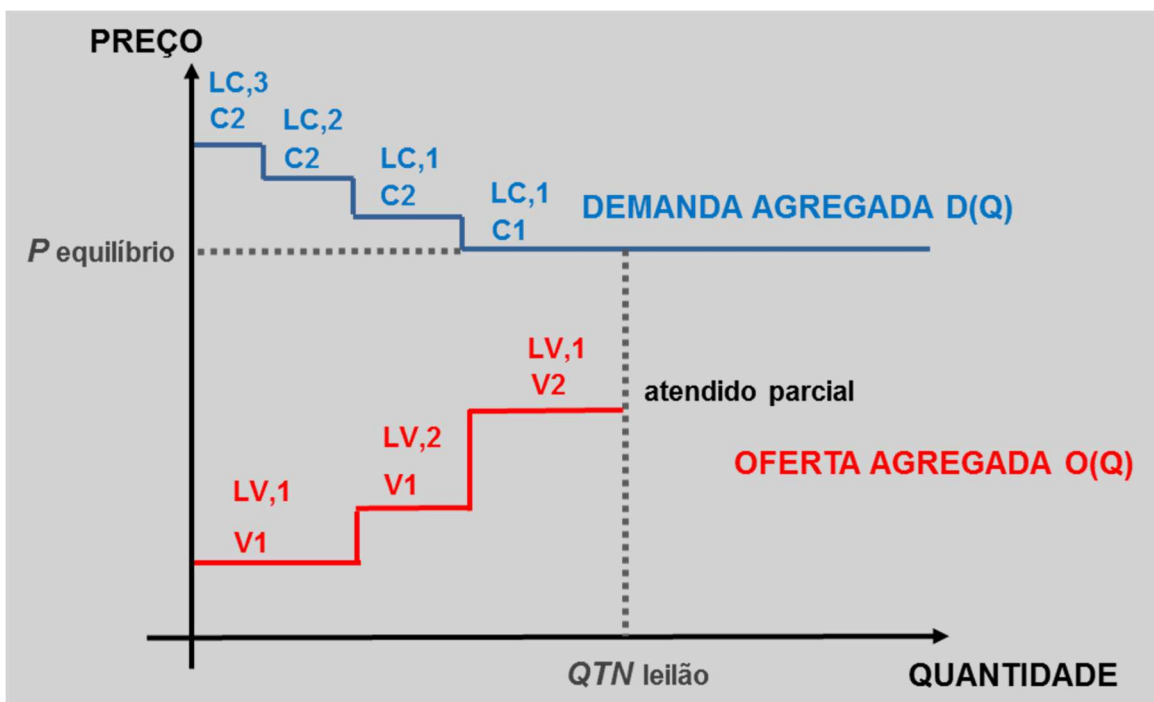 PREÇO
LC,3
C2
LC,2
C2
LC,1
C2
LC,1
C1
DEMANDA AGREGADA D(Q)
P equilíbrio
LV,1
V2
atendido parcial
LV,2
V1
OFERTA AGREGADA O(Q)
LV,1
V1
QTN leilão
QUANTIDADE